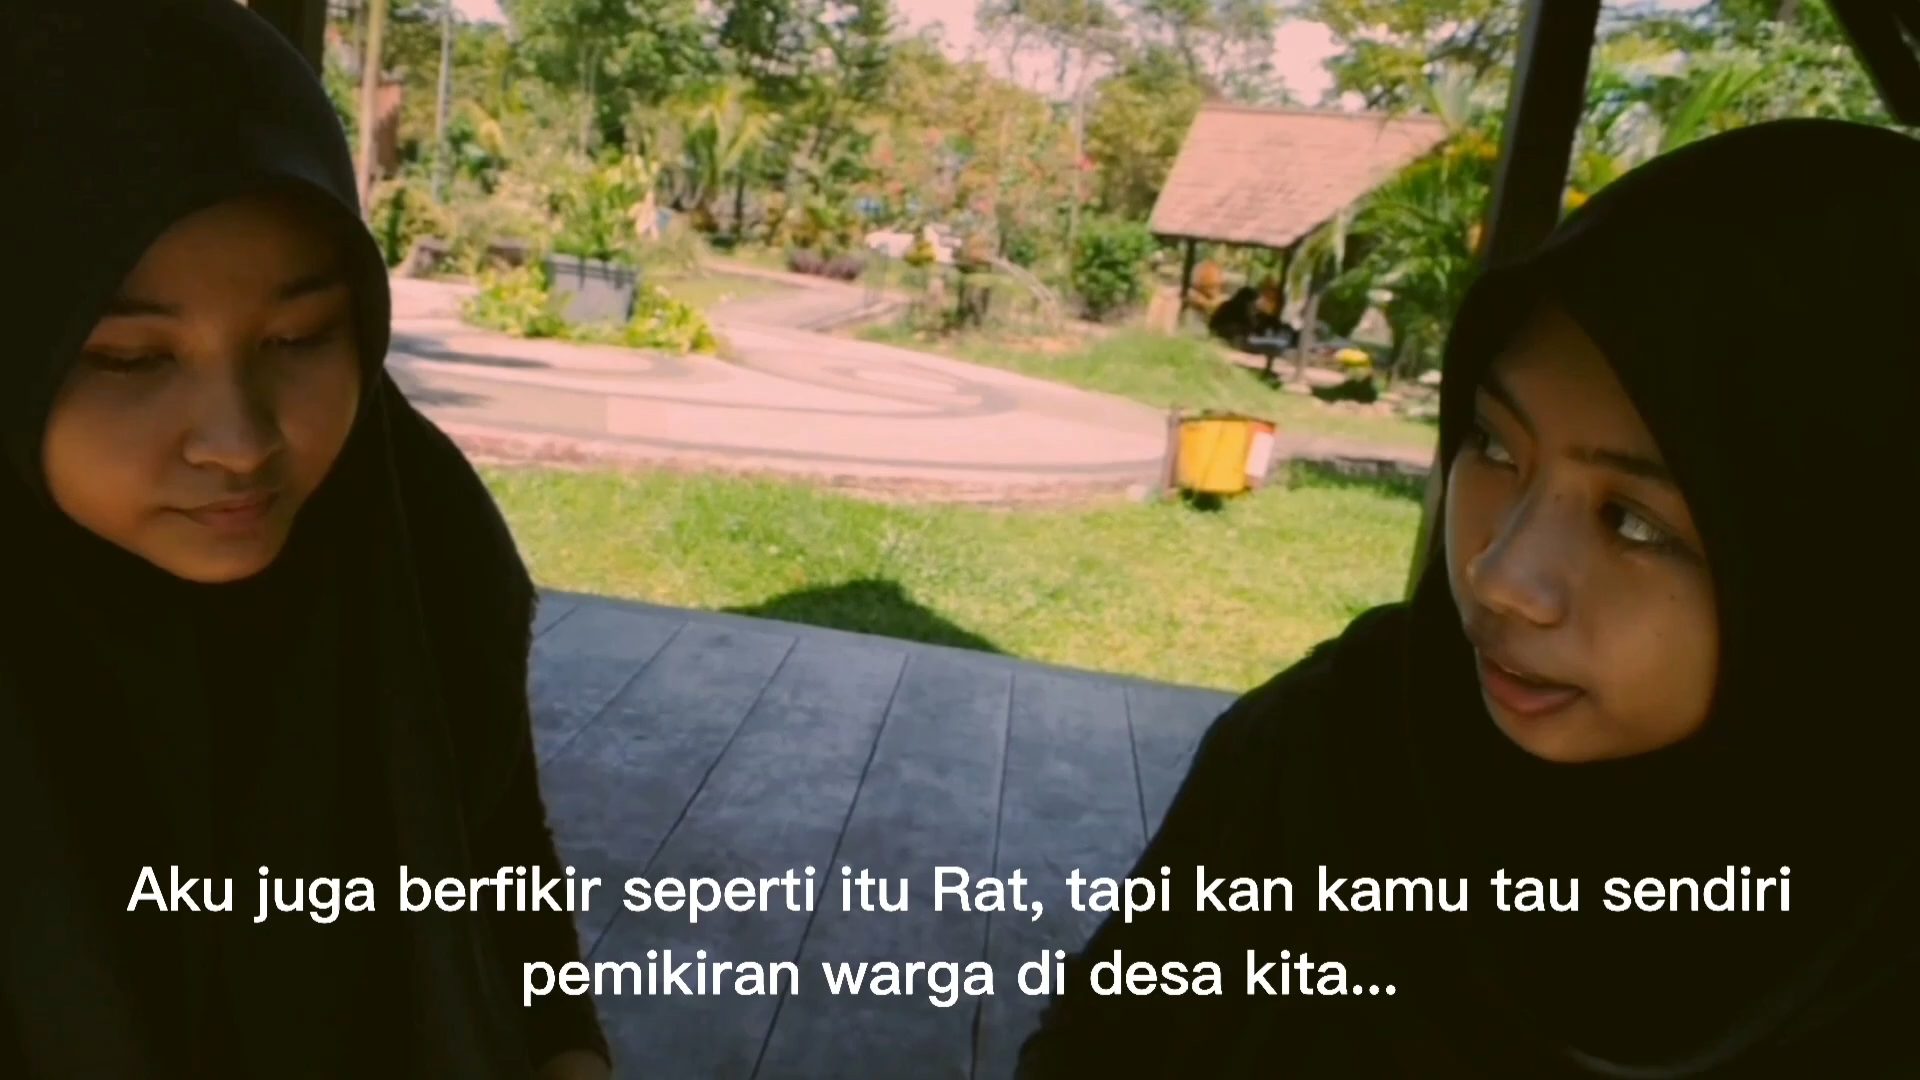 Aku juga berfikir seperti itu Rat, tapi kan kamu tau sendiri
pemikiran warga di desa kita...